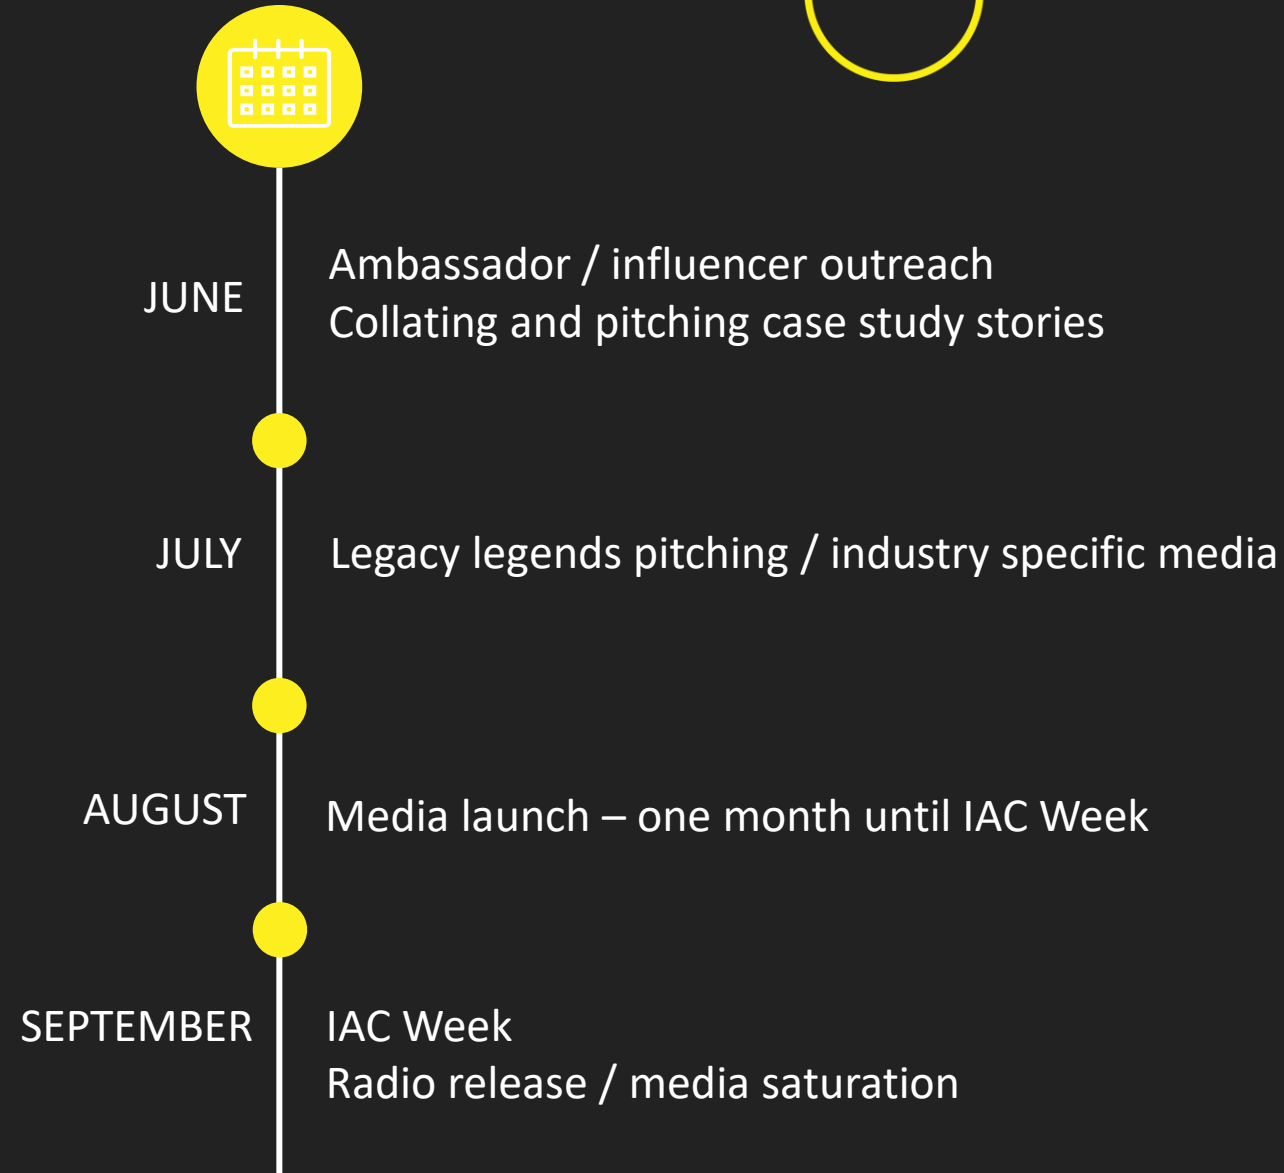 JUNE
Ambassador / influencer outreach
Collating and pitching case study stories
JULY
Legacy legends pitching / industry specific media
AUGUST
Media launch – one month until IAC Week
SEPTEMBER
IAC Week
Radio release / media saturation